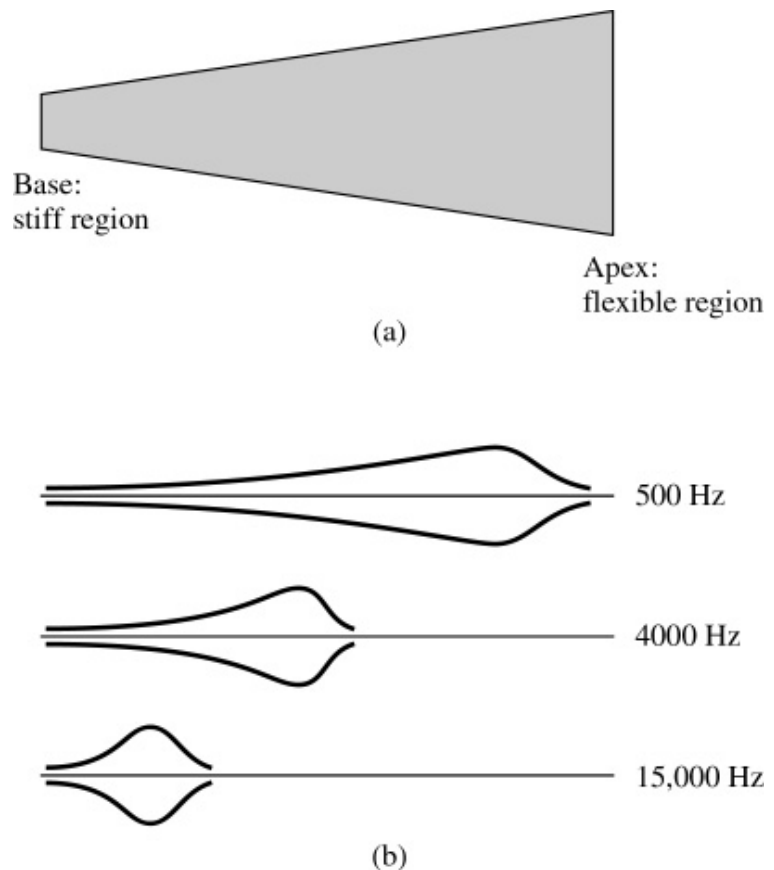 Base:
stiff region
Apex:
flexible region
(a)
500 Hz
4000 Hz
15,000 Hz
(b)